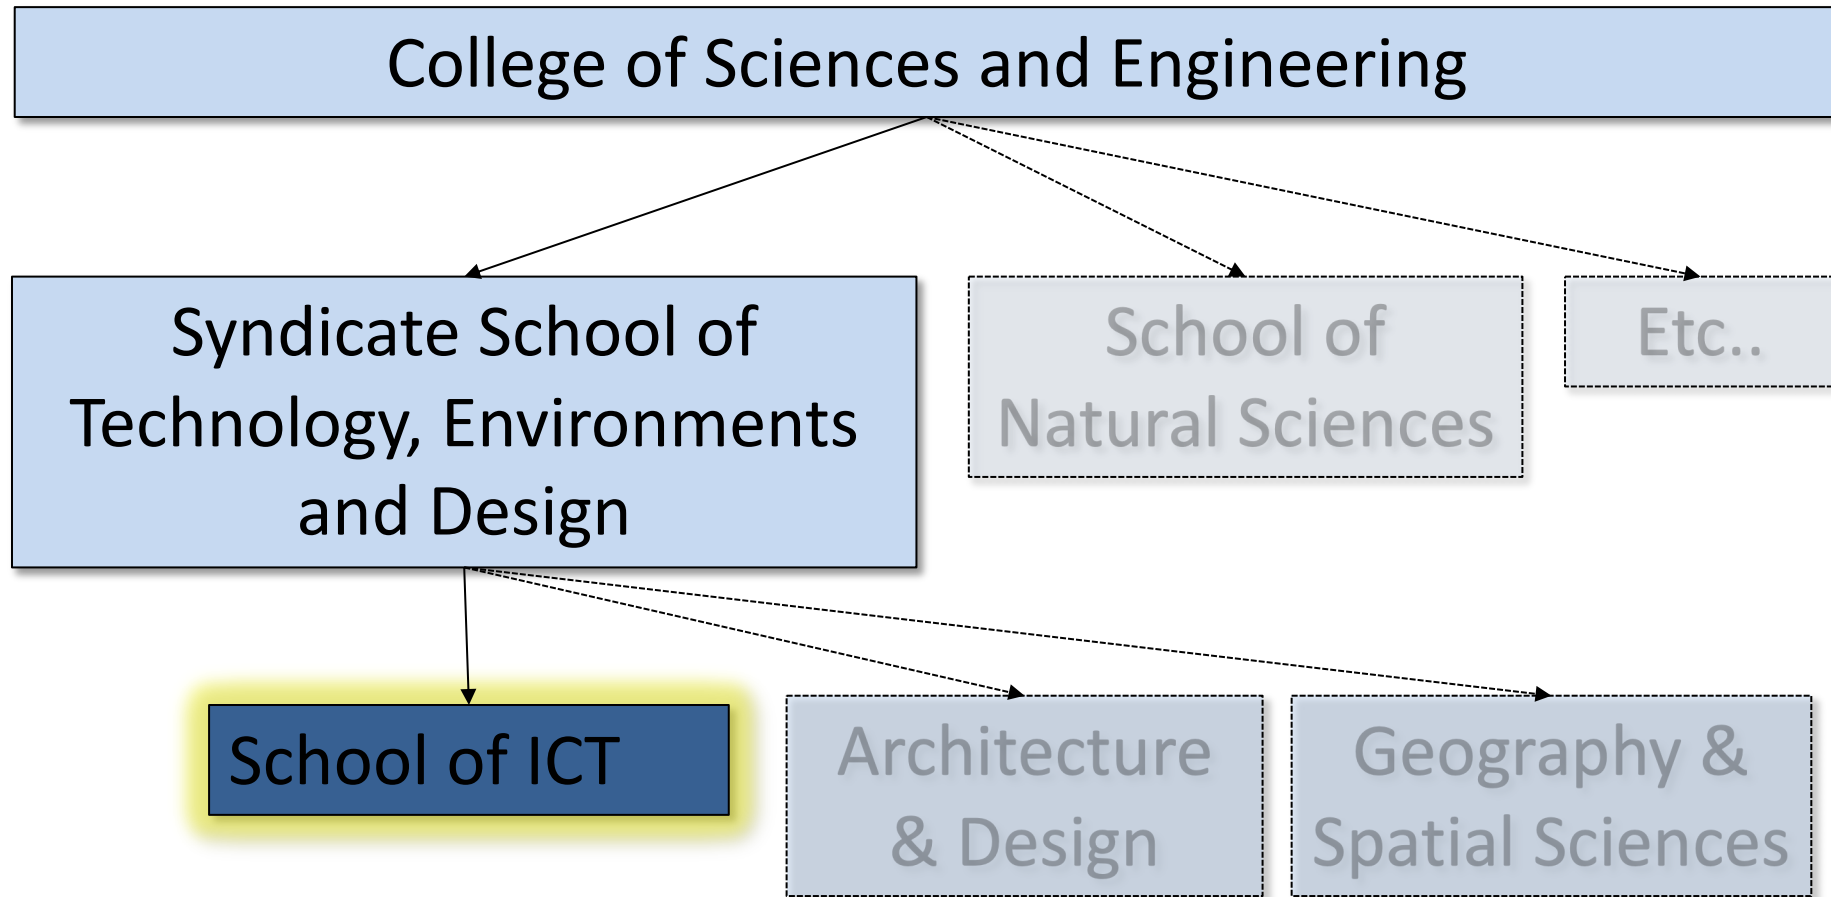 College of Sciences and Engineering
Syndicate School of
Technology, Environments
and Design
School of
Natural Sciences
Etc..
School of ICT
Architecture
& Design
Geography &
Spatial Sciences